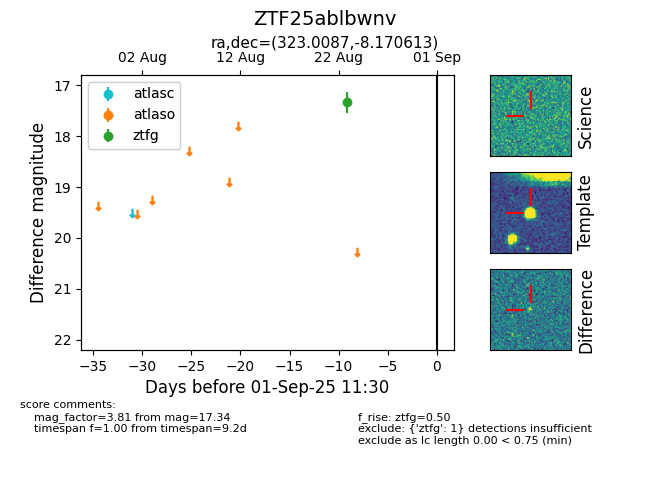 ZTF25ablbwnv
ra,dec=(323.0087,-8.170613)
02 Aug
12 Aug
22 Aug
01 Sep
atlasc
atlaso
ztfg
17
18
19
20
21
22
Difference magnitude
−35
−30
−25
−20
−15
−10
−5
0
Days before 01-Sep-25 11:30
Science
Template
Difference
score comments:
mag_factor=3.81 from mag=17.34
timespan f=1.00 from timespan=9.2d
f_rise: ztfg=0.50
exclude: {'ztfg': 1} detections insufficient
exclude as lc length 0.00 < 0.75 (min)